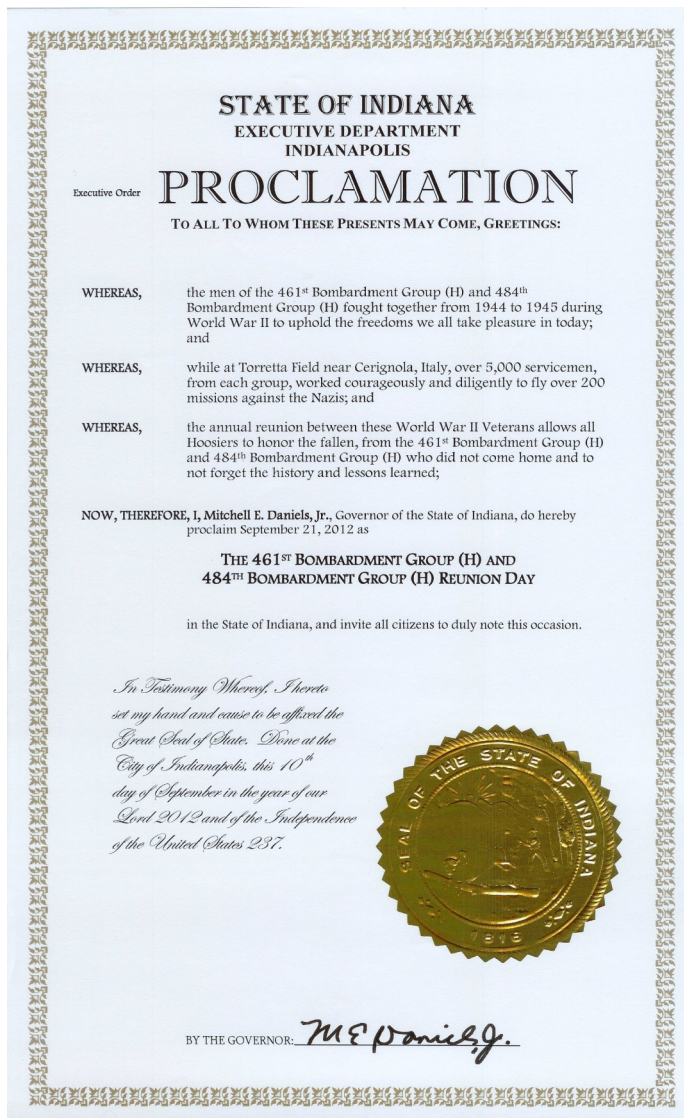 STATE OF INDIANA
EXECUTIVE DEPARTMENT
INDIANAPOLIS
Executive Order PROCLAMATION
TO ALL TO WHOM THESE PRESENTS MAY COME, GREETINGS:
WHEREAS, the men of the 461st Bombardment Group (H) and 484th
Bombardment Group (H) fought together from 1944 to 1945 during
World War II to uphold the freedoms we all take pleasure in today;
and
WHEREAS, while at Torretta Field near Cerignola, Italy, over 5,000 servicemen,
from each group, worked courageously and diligently to fly over 200
missions against the Nazis; and
WHEREAS, the annual reunion between these World War II Veterans allows all
Hoosiers to honor the fallen, from the 461st Bombardment Group (H)
and 484th Bombardment Group (H) who did not come home and to
not forget the history and lessons learned;
NOW, THEREFORE, I, Mitchell E. Daniels, Jr., Governor of the State of Indiana, do hereby
proclaim September 21, 2012 as
THE 461ST BOMBARDMENT GROUP (H) AND
484TH BOMBARDMENT GROUP (H) REUNION DAY
in the State of Indiana, and invite all citizens to duly note this occasion.
In Testimony Whereof, I hereto
set my hand and cause to be affixed the
Great Seal of State. Done at the
City of Indianapolis, this 10th
day of September in the year of our
Lord 2012 and of the Independence
of the United States 237.
SEAL OF THE STATE OF INDIANA
1816
BY THE GOVERNOR: M E Daniels, Jr.